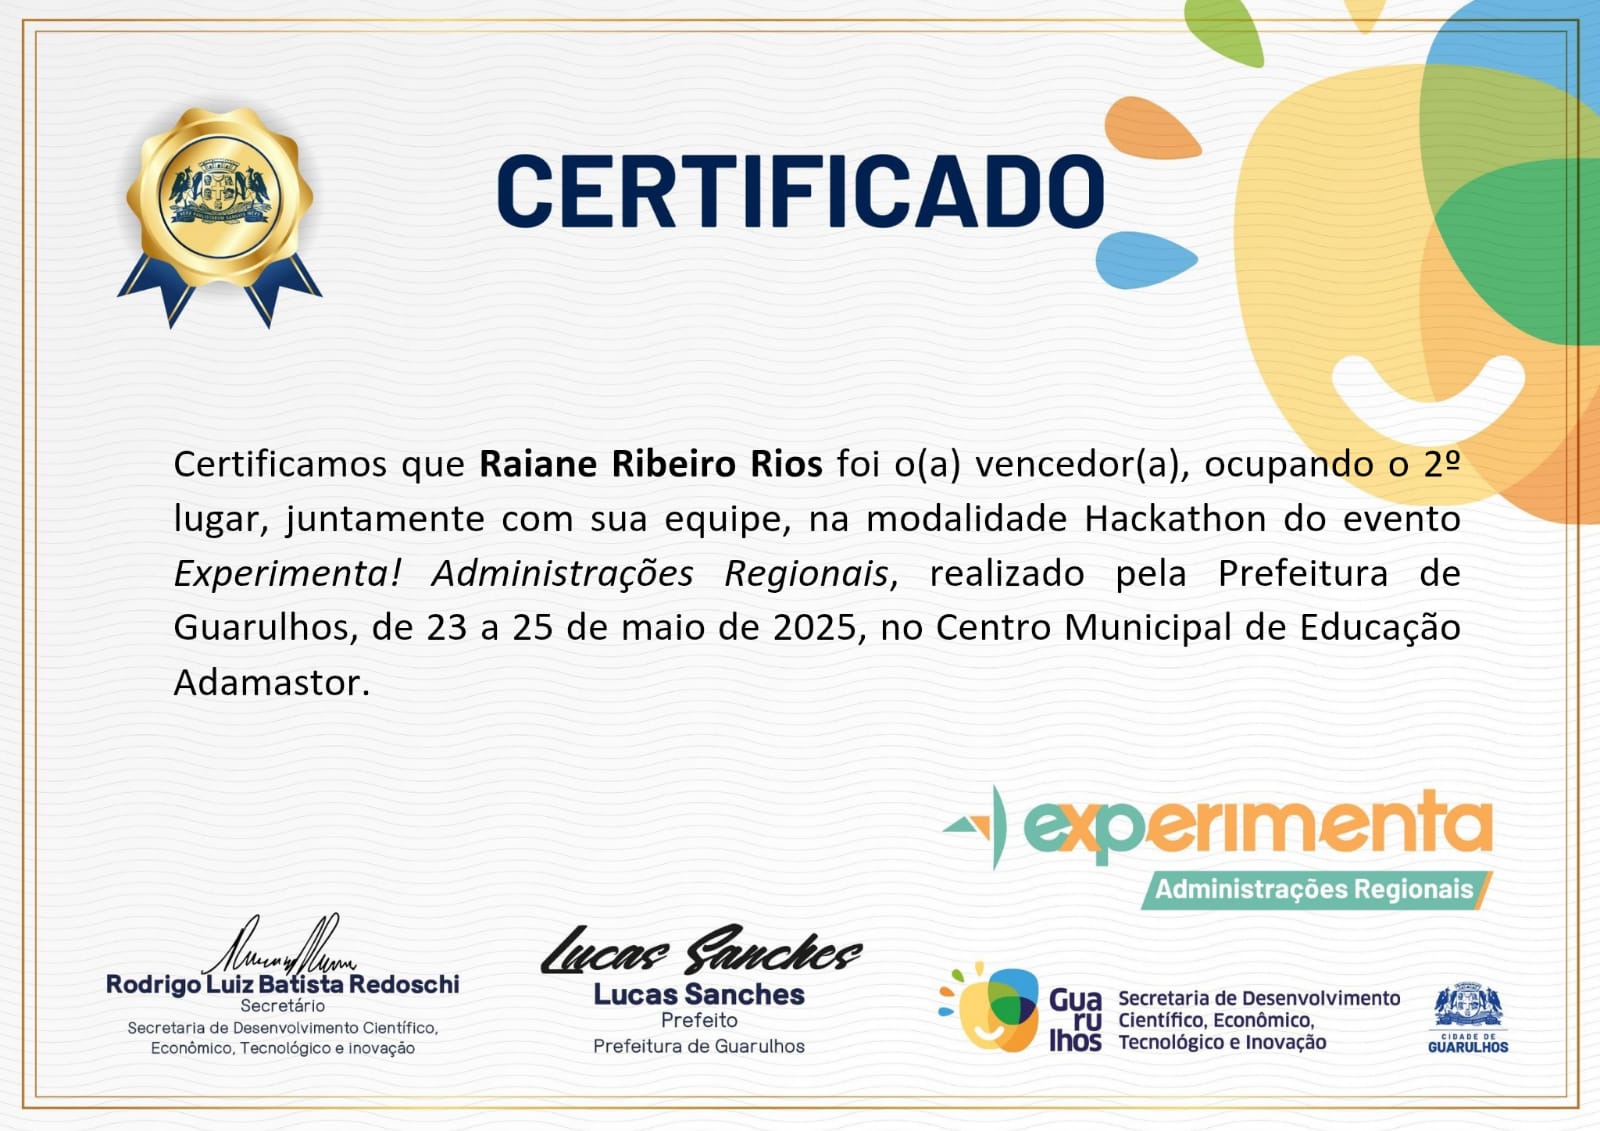 CERTIFICADO
Certificamos que Raiane Ribeiro Rios foi o(a) vencedor(a), ocupando o 2º
lugar, juntamente com sua equipe, na modalidade Hackathon do evento
Experimenta! Administrações Regionais, realizado pela Prefeitura de
Guarulhos, de 23 a 25 de maio de 2025, no Centro Municipal de Educação
Adamastor.
experimenta
Administrações Regionais
Rodrigo Luiz Batista Redoschi
Secretário
Secretaria de Desenvolvimento Científico,
Econômico, Tecnológico e inovação
Lucas Sanches
Lucas Sanches
Prefeito
Prefeitura de Guarulhos
Gua
ru
lhos
Secretaria de Desenvolvimento
Científico, Econômico,
Tecnológico e Inovação
CIDADE DE
GUARULHOS